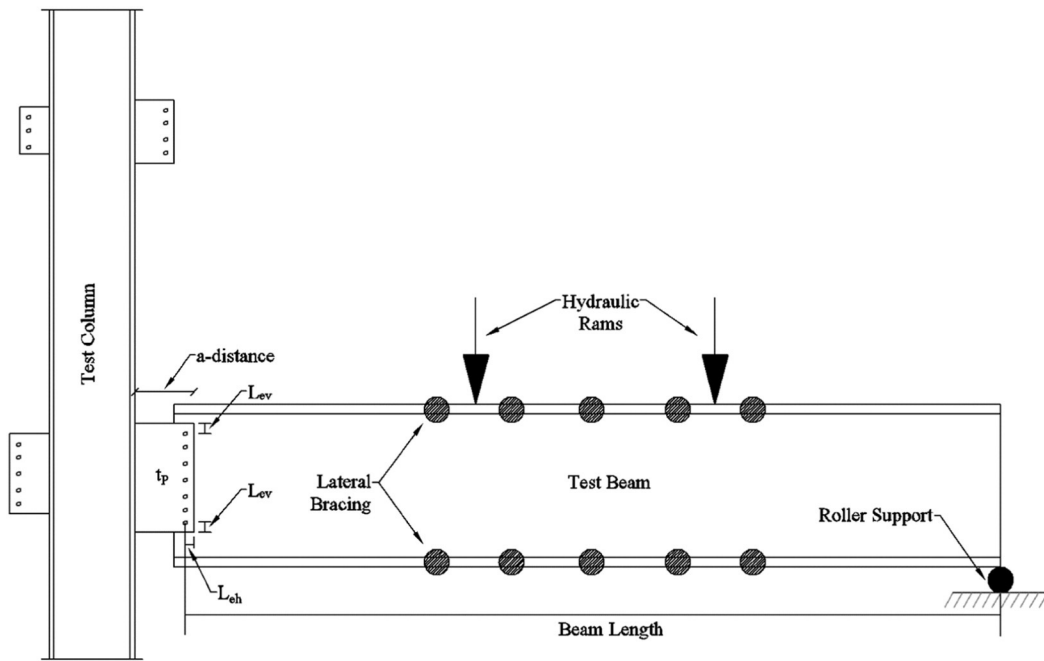 Test Column
Hydraulic
Rams
a-distance
Lev
tp
Lateral
Bracing
Test Beam
Lev
Roller Support
Leh
Beam Length